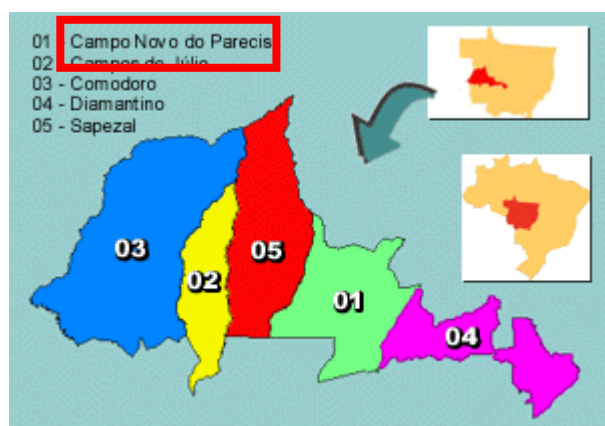 01 - Campo Novo do Parecis
02 - Campos de Júlio
03 - Comodoro
04 - Diamantino
05 - Sapezal
03
02
05
01
04